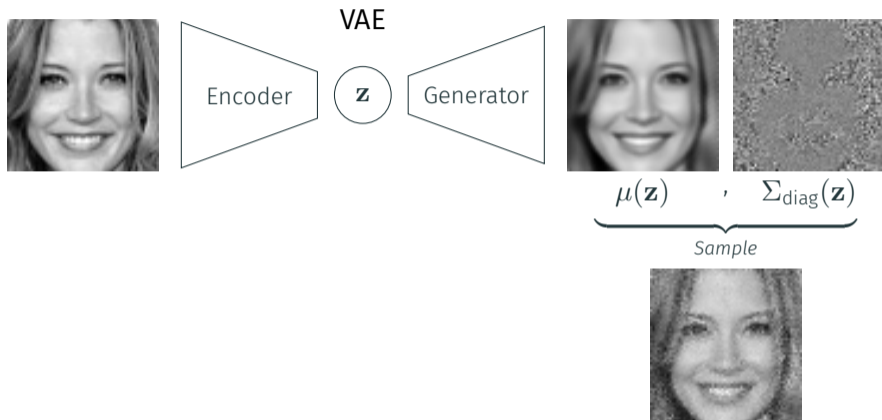 VAE
Encoder
z
Generator
μ(z) , Σdiag(z)
Sample